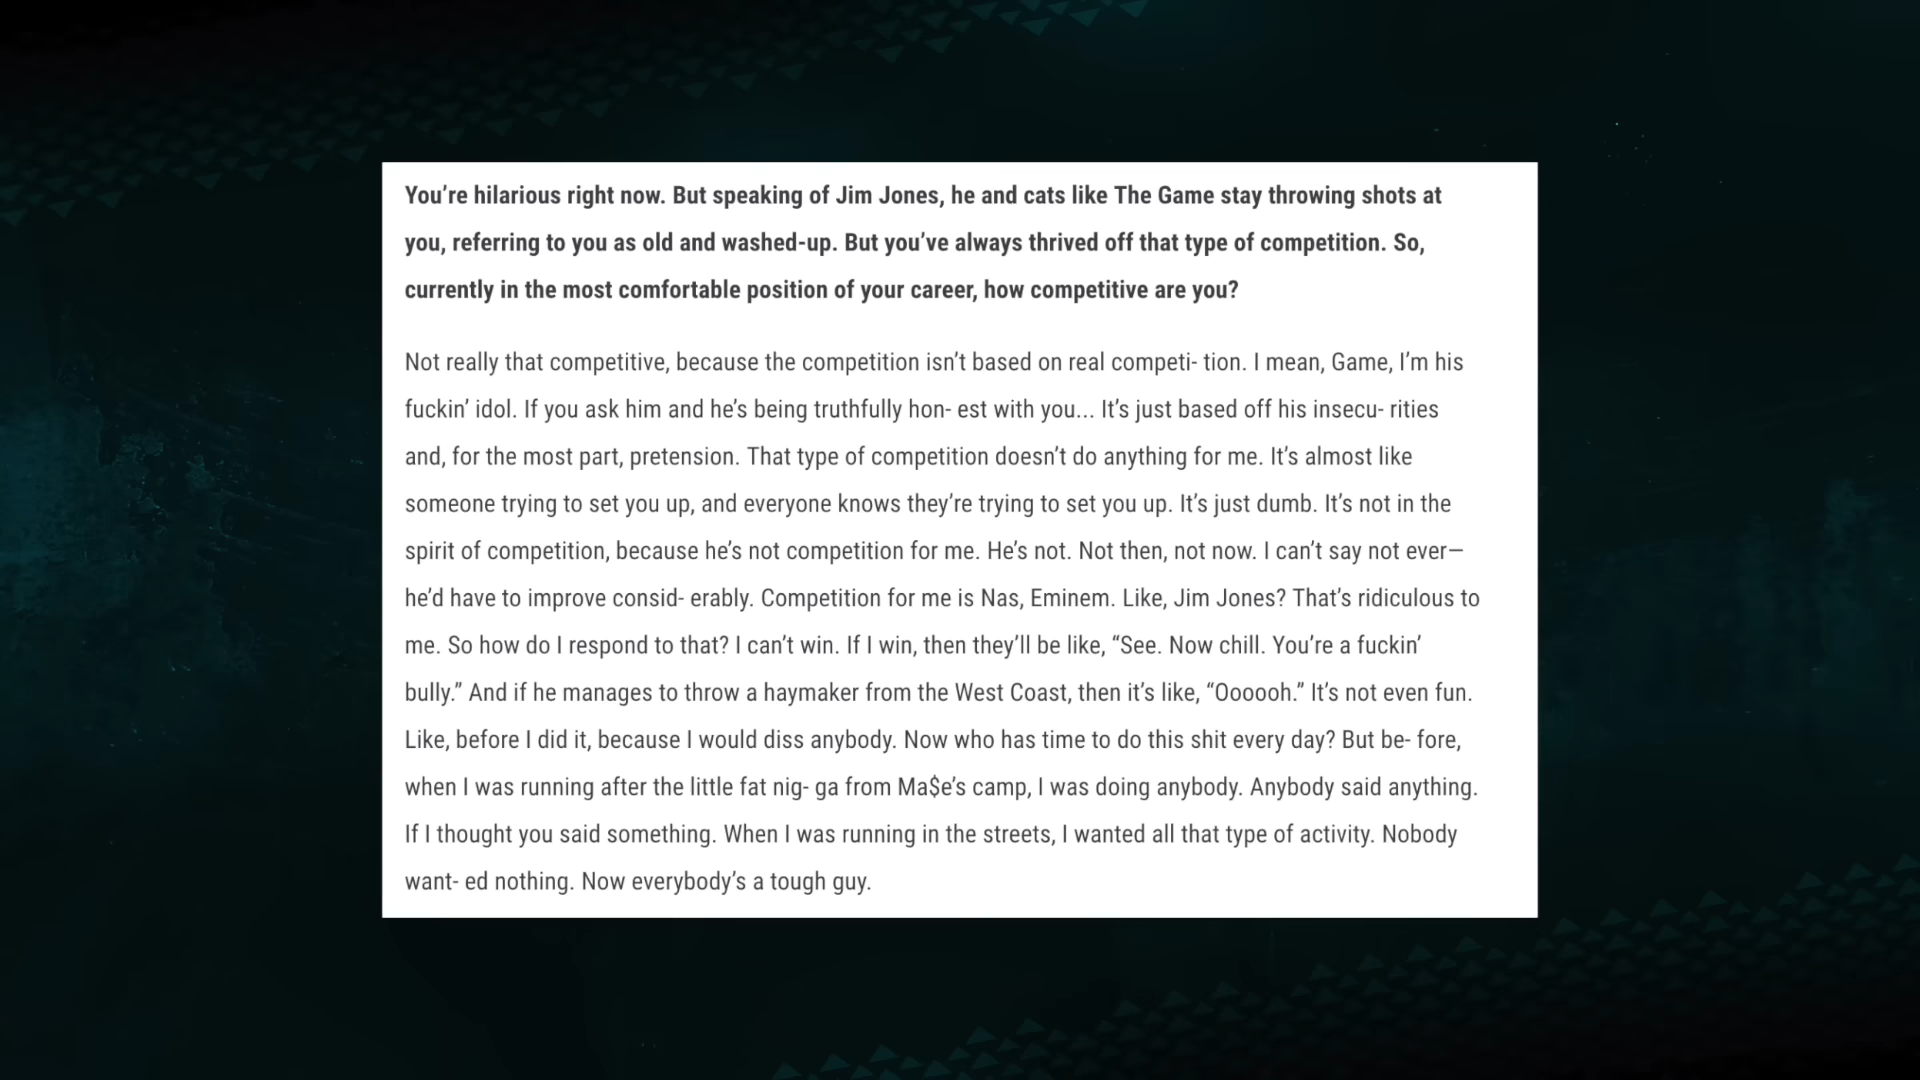 You’re hilarious right now. But speaking of Jim Jones, he and cats like The Game stay throwing shots at
you, referring to you as old and washed-up. But you’ve always thrived off that type of competition. So,
currently in the most comfortable position of your career, how competitive are you?
Not really that competitive, because the competition isn’t based on real competi- tion. I mean, Game, I’m his
fuckin’ idol. If you ask him and he’s being truthfully hon- est with you... It’s just based off his insecu- rities
and, for the most part, pretension. That type of competition doesn’t do anything for me. It’s almost like
someone trying to set you up, and everyone knows they’re trying to set you up. It’s just dumb. It’s not in the
spirit of competition, because he’s not competition for me. He’s not. Not then, not now. I can’t say not ever—
he’d have to improve consid- erably. Competition for me is Nas, Eminem. Like, Jim Jones? That’s ridiculous to
me. So how do I respond to that? I can’t win. If I win, then they’ll be like, “See. Now chill. You’re a fuckin’
bully.” And if he manages to throw a haymaker from the West Coast, then it’s like, “Oooooh.” It’s not even fun.
Like, before I did it, because I would diss anybody. Now who has time to do this shit every day? But be- fore,
when I was running after the little fat nig- ga from Ma$e’s camp, I was doing anybody. Anybody said anything.
If I thought you said something. When I was running in the streets, I wanted all that type of activity. Nobody
want- ed nothing. Now everybody’s a tough guy.